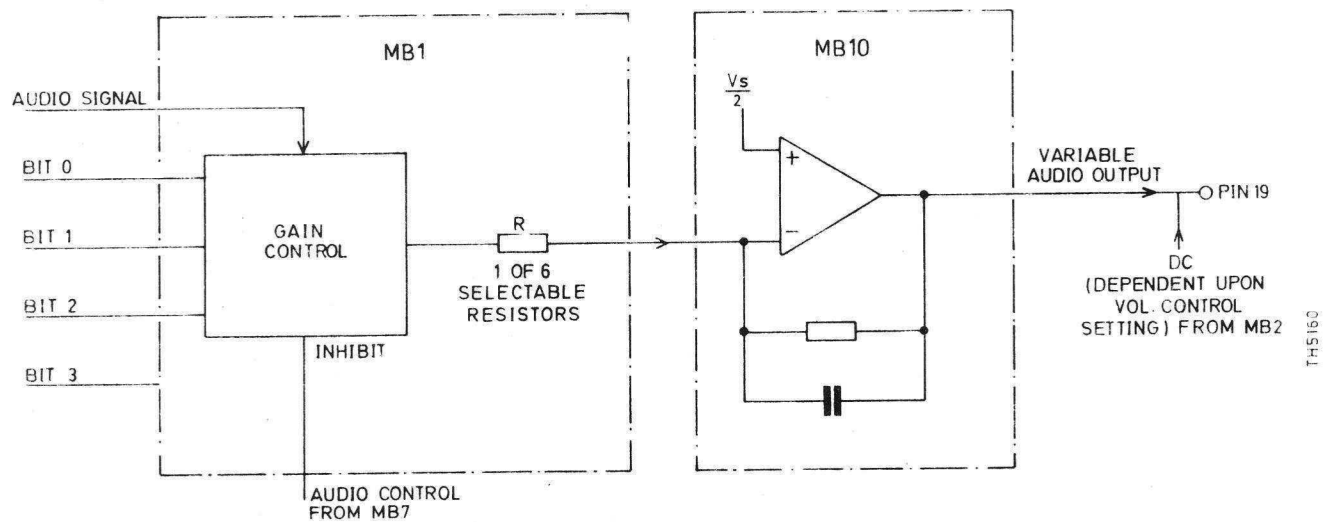 MB1
MB10
AUDIO SIGNAL
Vs
2
BIT 0
+
VARIABLE
AUDIO OUTPUT
PIN 19
BIT 1
GAIN
CONTROL
R
−
1 OF 6
SELECTABLE
RESISTORS
DC
(DEPENDENT UPON
VOL. CONTROL
SETTING) FROM MB2
BIT 2
INHIBIT
BIT 3
AUDIO CONTROL
FROM MB7
TH5160